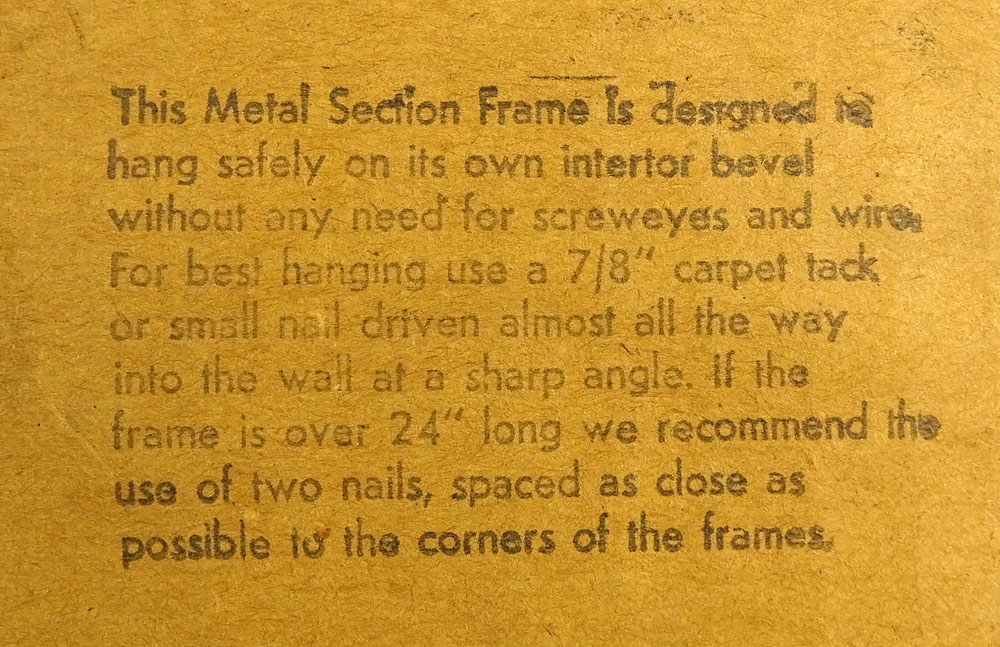 This Metal Section Frame Is designed to
hang safely on its own interior bevel
without any need for screweyes and wire.
For best hanging use a 7/8" carpet tack
or small nail driven almost all the way
into the wall at a sharp angle. If the
frame is over 24" long we recommend the
use of two nails, spaced as close as
possible to the corners of the frames.